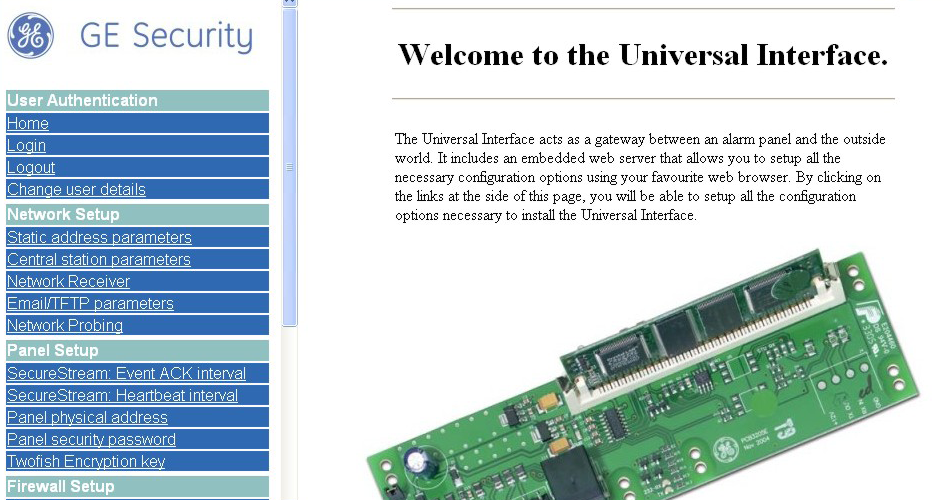 GE Security
User Authentication
Home
Login
Logout
Change user details
Network Setup
Static address parameters
Central station parameters
Network Receiver
Email/TFTP parameters
Network Probing
Panel Setup
SecureStream: Event ACK interval
SecureStream: Heartbeat interval
Panel physical address
Panel security password
Twofish Encryption key
Firewall Setup
Welcome to the Universal Interface.
The Universal Interface acts as a gateway between an alarm panel and the outside
world. It includes an embedded web server that allows you to setup all the
necessary configuration options using your favourite web browser. By clicking on
the links at the side of this page, you will be able to setup all the configuration
options necessary to install the Universal Interface.
Nov 2004